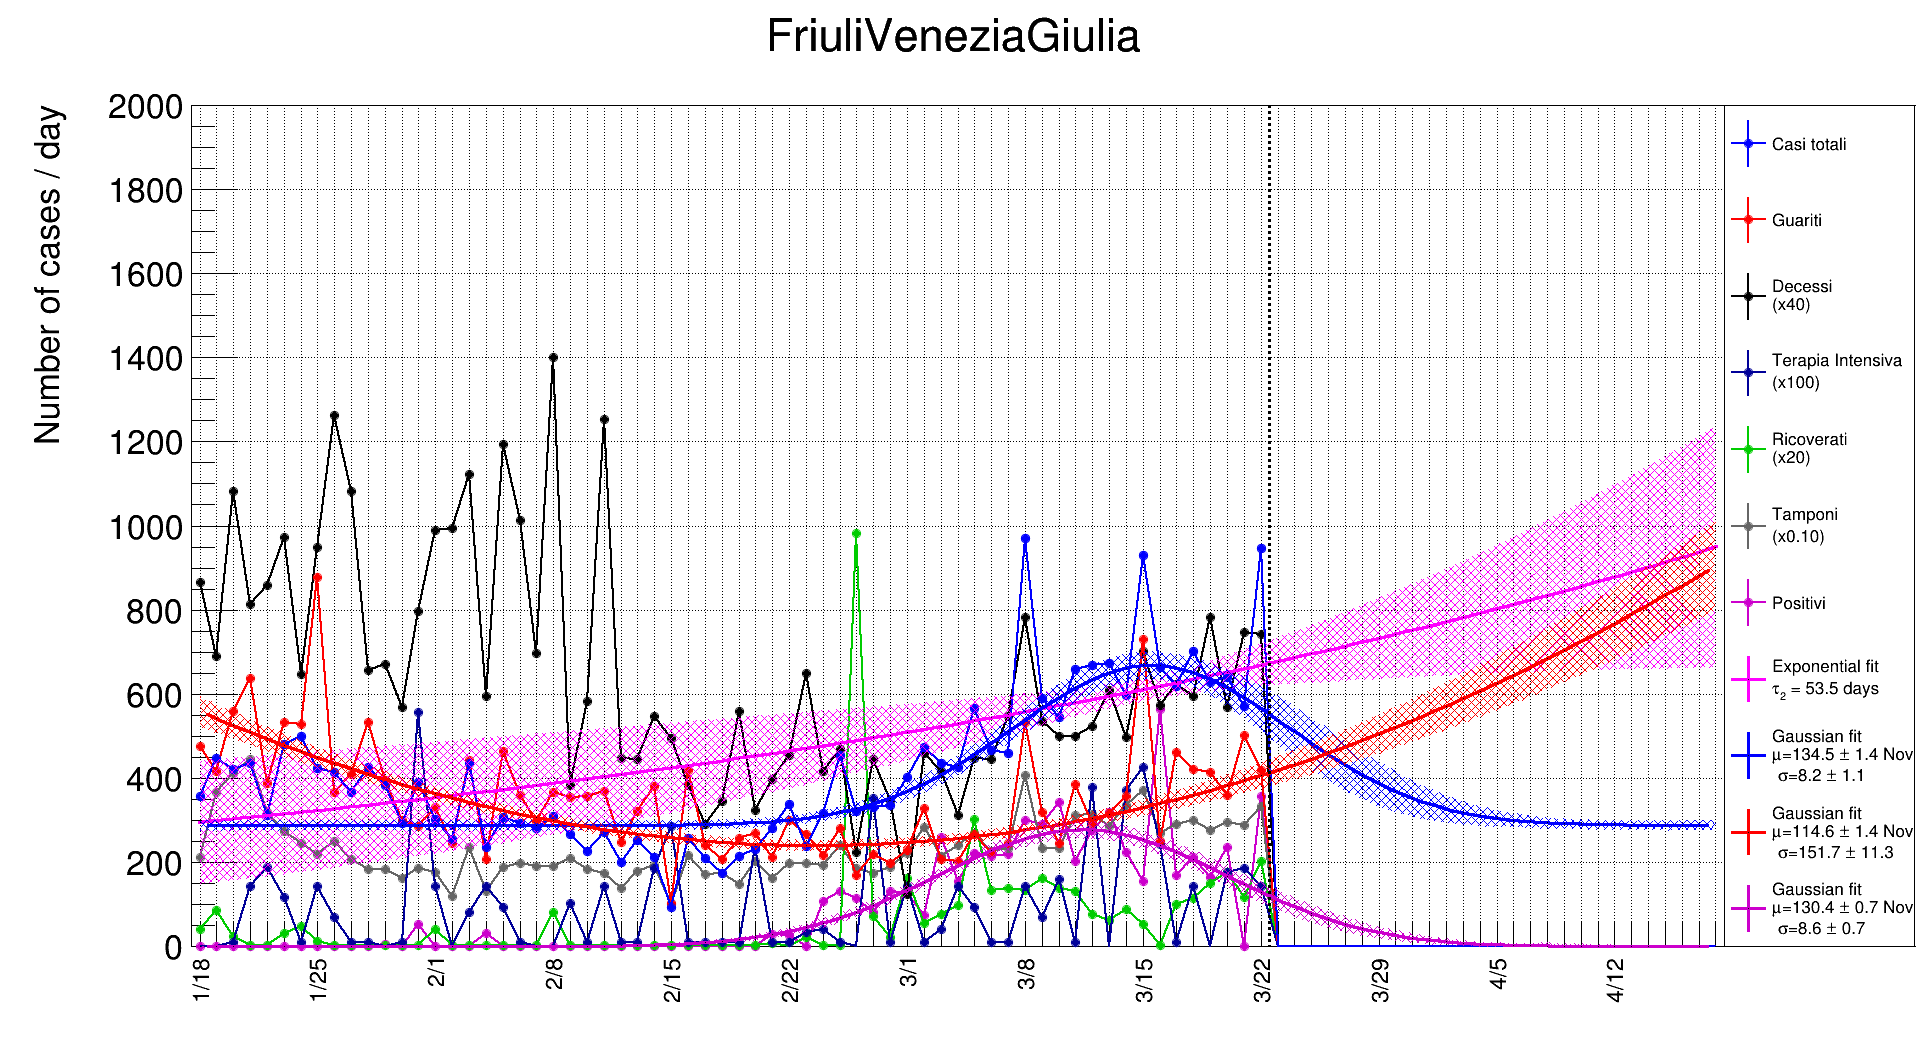 FriuliVeneziaGiulia
Number of cases / day
2000
1800
1600
1400
1200
1000
800
600
400
200
0
1/18
1/25
2/1
2/8
2/15
2/22
3/1
3/8
3/15
3/22
3/29
4/5
4/12
Casi totali
Guariti
Decessi
(x40)
Terapia Intensiva
(x100)
Ricoverati
(x20)
Tamponi
(x0.10)
Positivi
Exponential fit
τ2 = 53.5 days
Gaussian fit
μ=134.5 ± 1.4 Nov
σ=8.2 ± 1.1
Gaussian fit
μ=114.6 ± 1.4 Nov
σ=151.7 ± 11.3
Gaussian fit
μ=130.4 ± 0.7 Nov
σ=8.6 ± 0.7